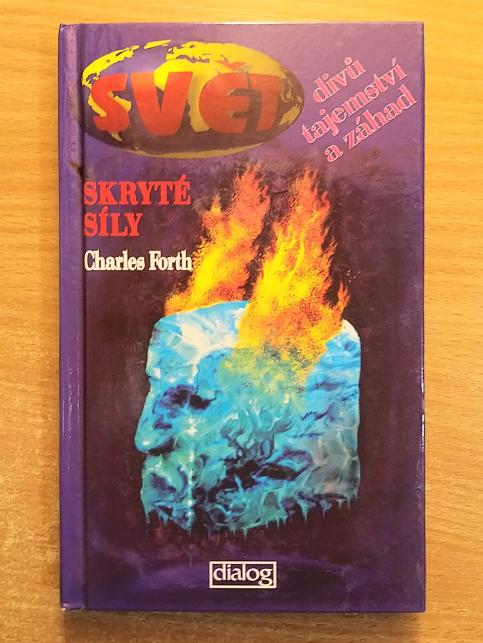 SVĚT
divů
tajemství
a záhad
SKRYTÉ
SÍLY
Charles Forth
dialog